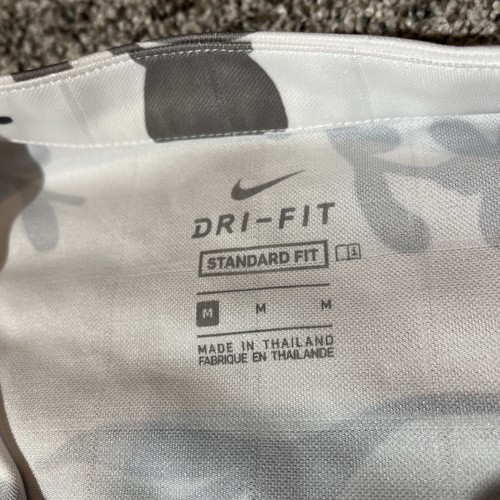 DRI-FIT
STANDARD FIT
M M M
MADE IN THAILAND
FABRIQUE EN THAILANDE